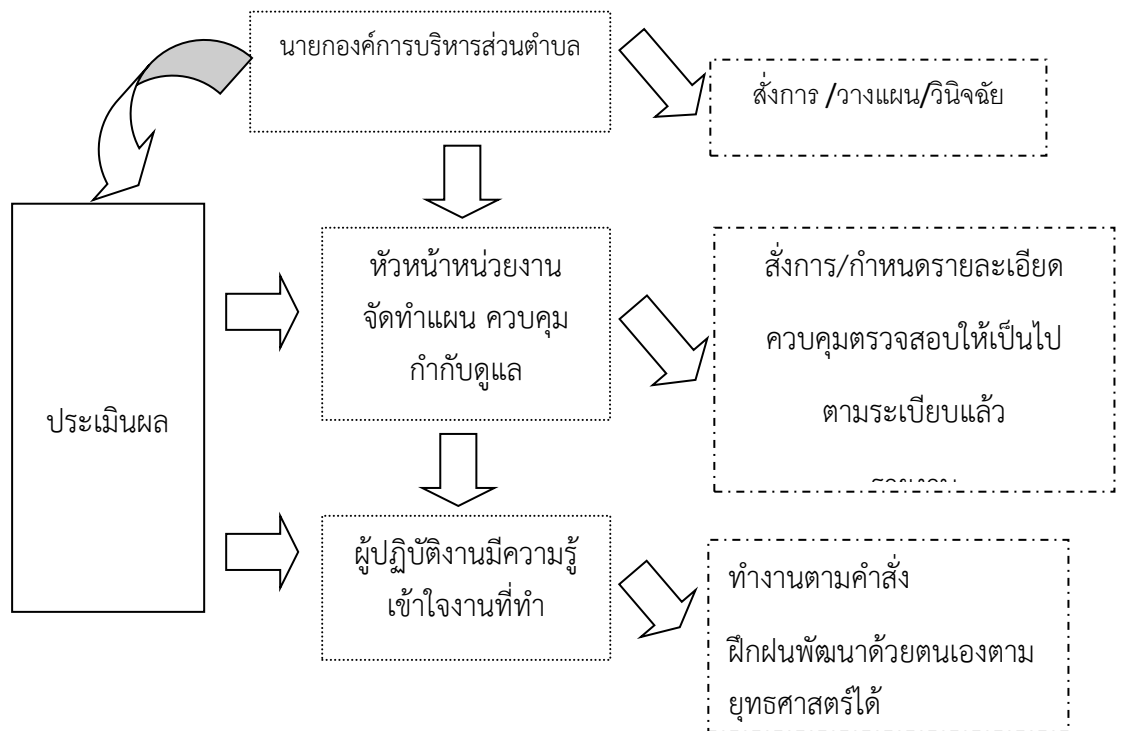 นายกองค์การบริหารส่วนตำบล
สั่งการ /วางแผน/วินิจฉัย
หัวหน้าหน่วยงาน
จัดทำแผน ควบคุม
กำกับดูแล
สั่งการ/กำหนดรายละเอียด
ควบคุมตรวจสอบให้เป็นไป
ตามระเบียบแล้ว
ประเมินผล
ผู้ปฏิบัติงานมีความรู้
เข้าใจงานที่ทำ
ทำงานตามคำสั่ง
ฝึกฝนพัฒนาด้วยตนเองตาม
ยุทธศาสตร์ได้